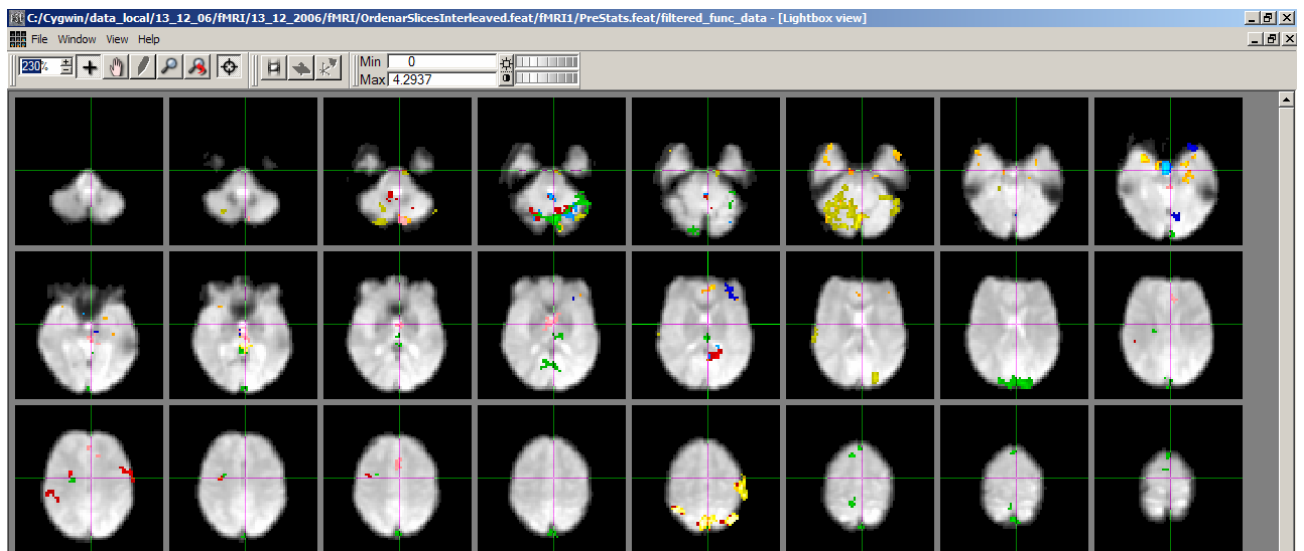 C:/Cygwin/data_local/13_12_06/fMRI/13_12_2006/fMRI/OrdenarSlicesInterleaved.feat/fMRI1/PreStats.feat/filtered_func_data - [Lightbox view]
File Window View Help
230% Min 0
Max 4.2937